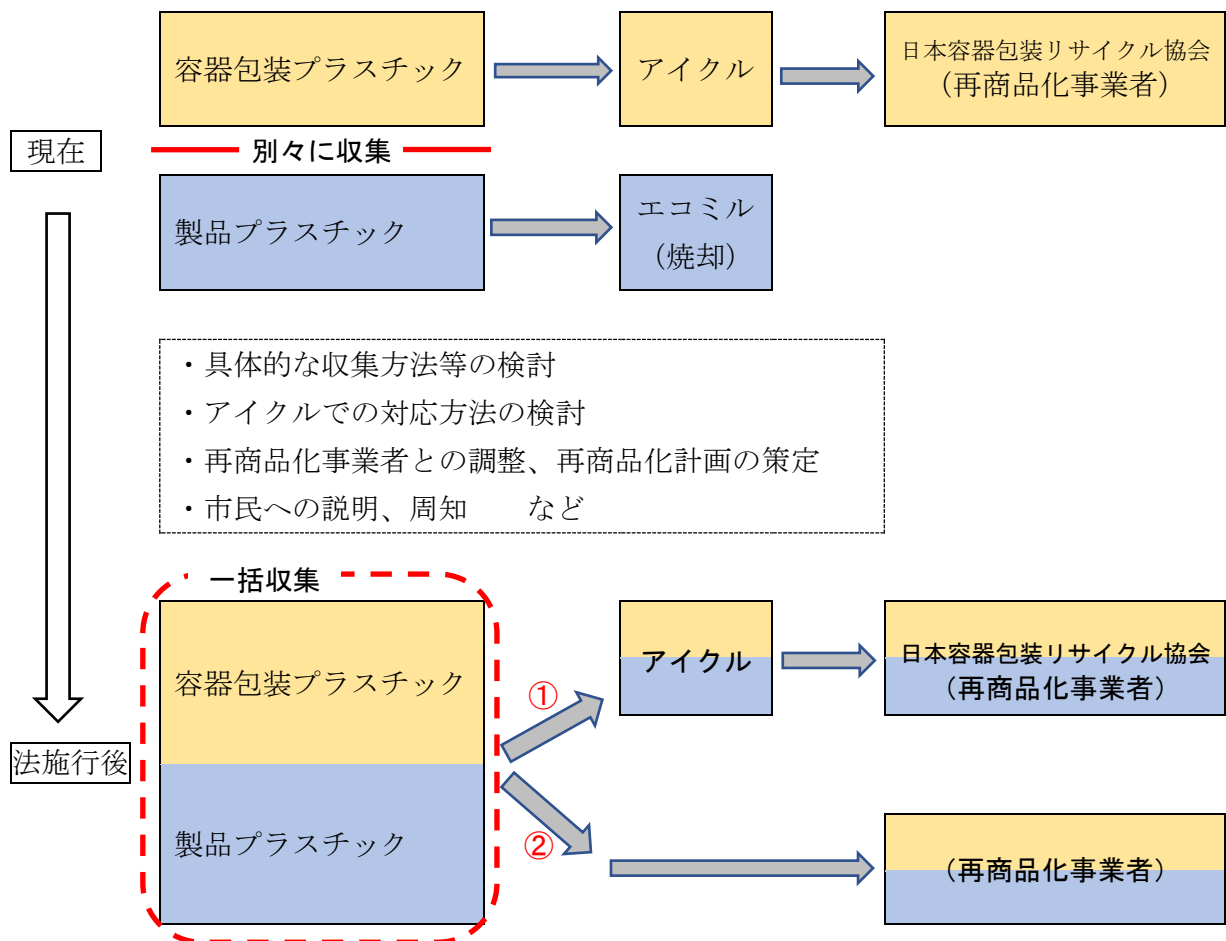 容器包装プラスチック
アイクル
日本容器包装リサイクル協会
（再商品化事業者）
現在
別々に収集
製品プラスチック
エコミル
（焼却）
・具体的な収集方法等の検討
・アイクルでの対応方法の検討
・再商品化事業者との調整、再商品化計画の策定
・市民への説明、周知　　など
一括収集
容器包装プラスチック
アイクル
日本容器包装リサイクル協会
（再商品化事業者）
①
法施行後
製品プラスチック
②
（再商品化事業者）